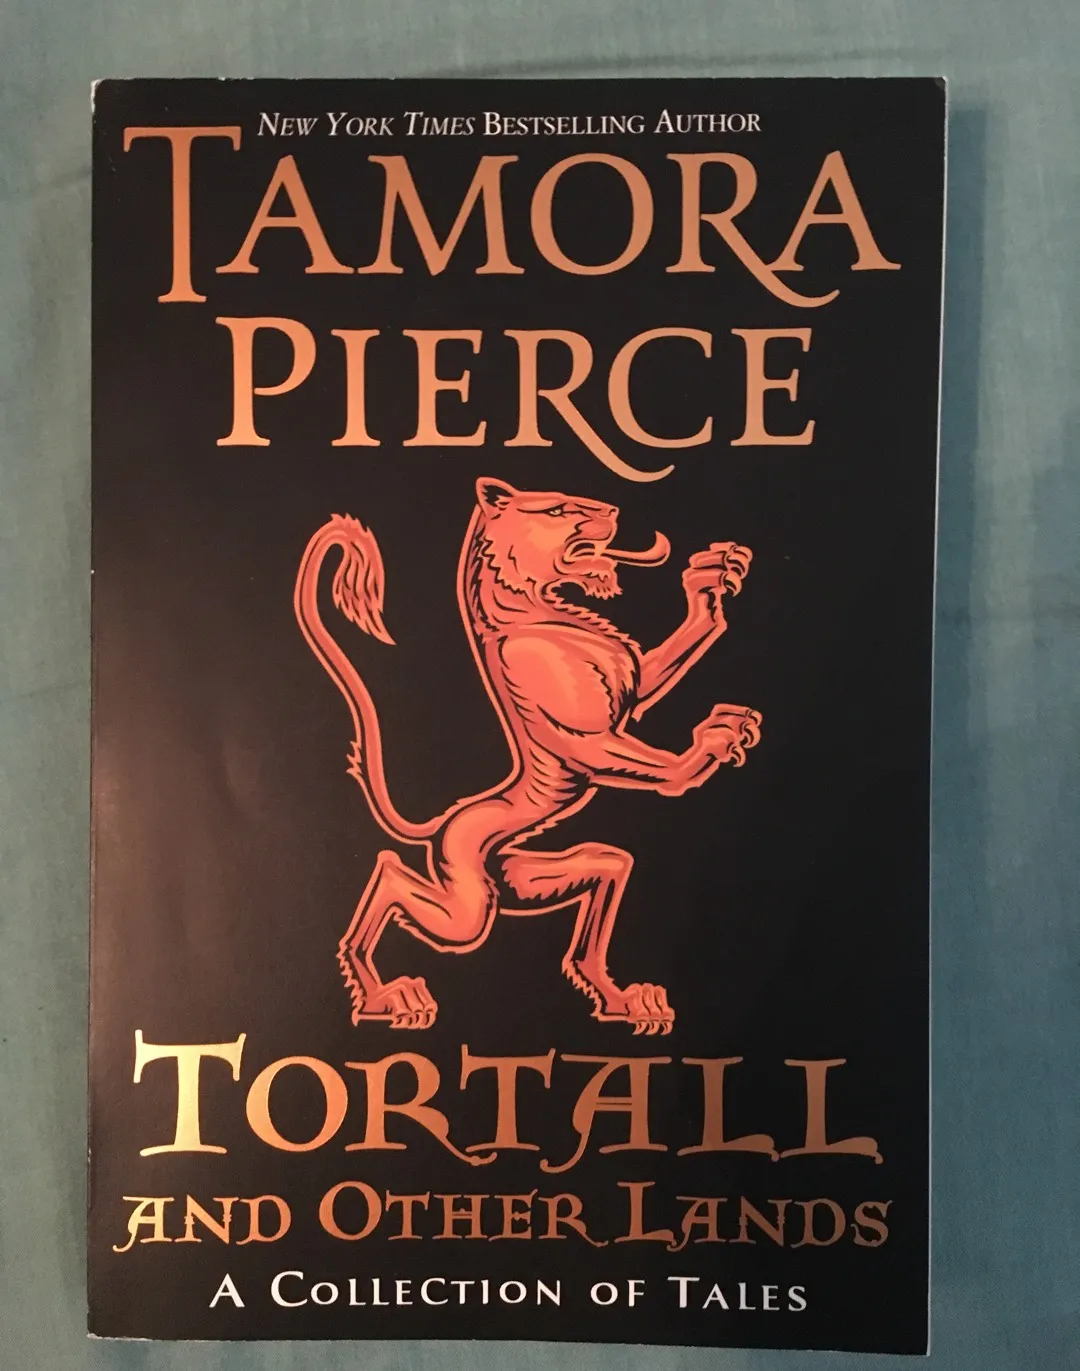 NEW YORK TIMES BESTSELLING AUTHOR
TAMORA
PIERCE
TORTALL
AND OTHER LANDS
A COLLECTION OF TALES